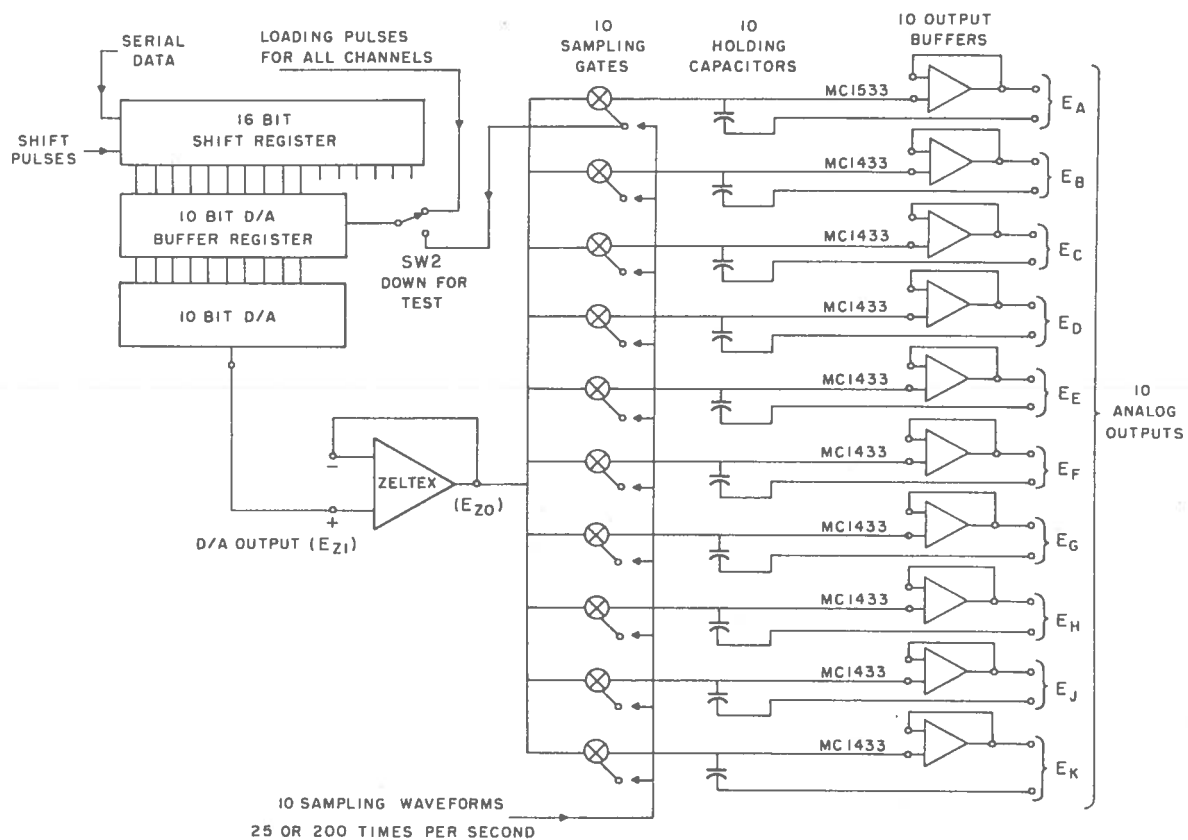 SERIAL
DATA
LOADING PULSES
FOR ALL CHANNELS
10
SAMPLING
GATES
10
HOLDING
CAPACITORS
10 OUTPUT
BUFFERS
16 BIT
SHIFT REGISTER
SHIFT
PULSES
10 BIT D/A
BUFFER REGISTER
SW2
DOWN FOR
TEST
10 BIT D/A
−
ZELTEX
+
(EZO)
D/A OUTPUT (EZI)
MC1533
EA
MC1433
EB
MC1433
EC
MC1433
ED
MC1433
EE
MC1433
EF
MC1433
EG
MC1433
EH
MC1433
EJ
MC1433
EK
10
ANALOG
OUTPUTS
10 SAMPLING WAVEFORMS
25 OR 200 TIMES PER SECOND